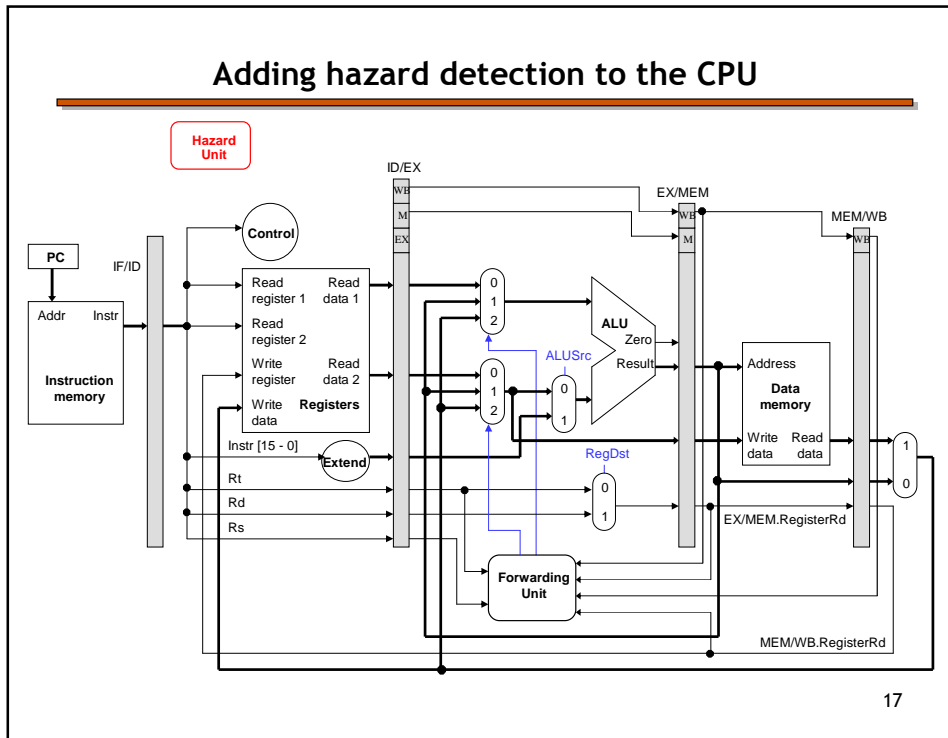 Adding hazard detection to the CPU
Hazard
Unit
ID/EX
WB
M
EX
EX/MEM
WB
M
MEM/WB
WB
Control
PC
IF/ID
Addr Instr
Instruction
memory
Read
register 1
Read
data 1
Read
register 2
Write
register
Read
data 2
Write
data
Registers
0
1
2
0
1
2
ALU
Zero
Result
ALUSrc
0
1
Address
Data
memory
Write
data
Read
data
1
0
Instr [15 - 0]
Extend
RegDst
0
1
Rt
Rd
Rs
EX/MEM.RegisterRd
Forwarding
Unit
MEM/WB.RegisterRd
17